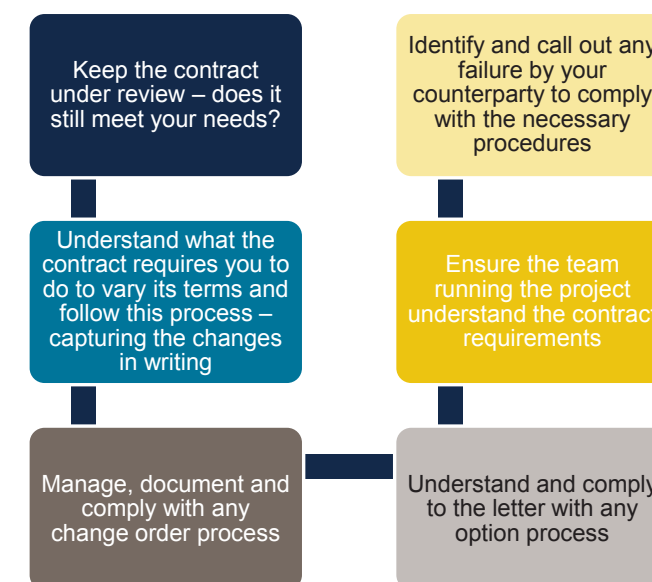 Keep the contract
under review – does it
still meet your needs?
Understand what the
contract requires you to
do to vary its terms and
follow this process –
capturing the changes
in writing
Manage, document and
comply with any
change order process
Understand and comply
to the letter with any
option process
Ensure the team
running the project
understand the contract
requirements
Identify and call out any
failure by your
counterparty to comply
with the necessary
procedures